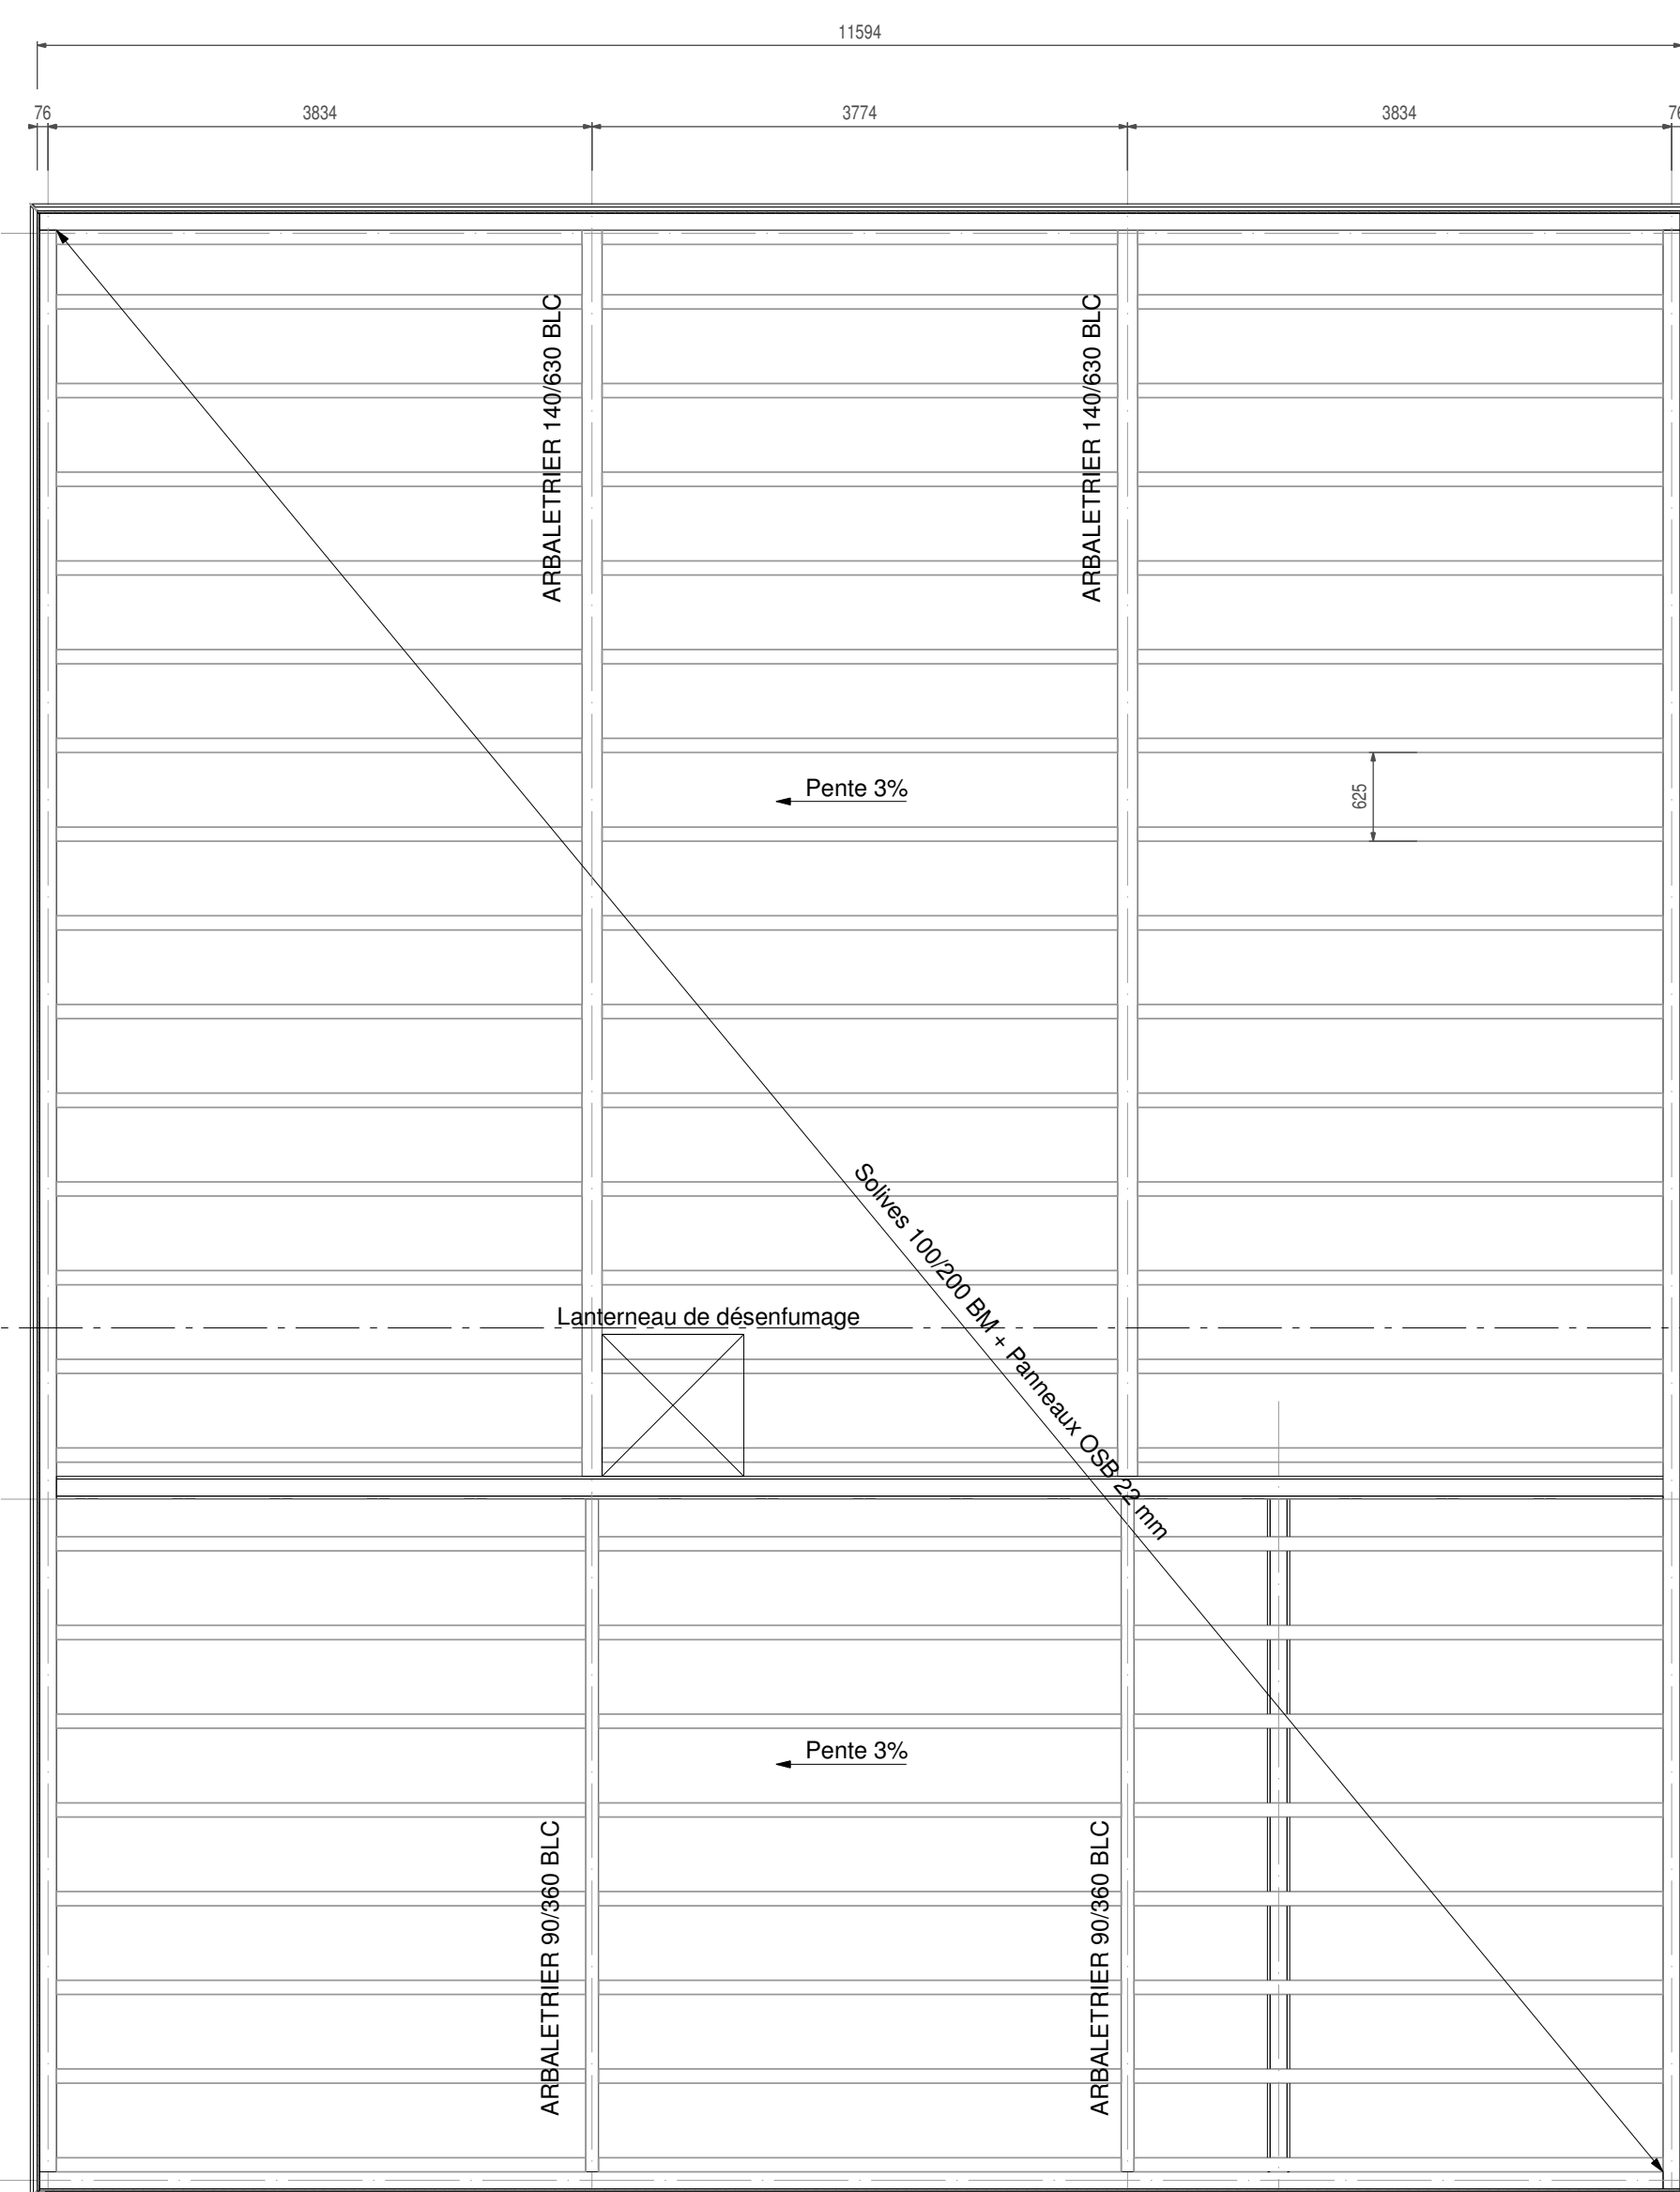 11594
76
3834
3774
3834
ARBALETRIER 140/630 BLC
ARBALETRIER 140/630 BLC
Pente 3%
625
Solives 100/200 BM + Panneaux OSB 22 mm
Lanterneau de désenfumage
Pente 3%
ARBALETRIER 90/360 BLC
ARBALETRIER 90/360 BLC